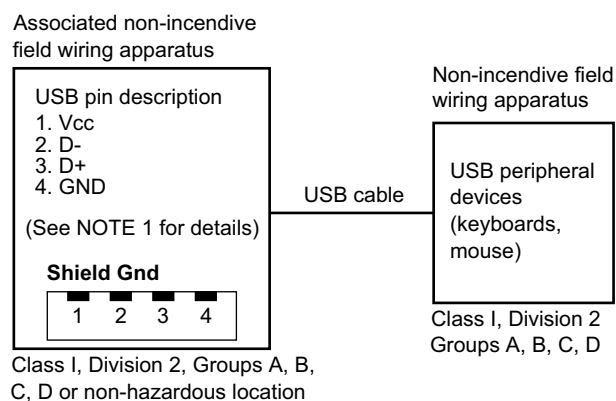 Associated non-incendive
field wiring apparatus
USB pin description
1. Vcc
2. D-
3. D+
4. GND
(See NOTE 1 for details)
Shield Gnd
1 2 3 4
Class I, Division 2, Groups A, B,
C, D or non-hazardous location
USB cable
Non-incendive field
wiring apparatus
USB peripheral
devices
(keyboards,
mouse)
Class I, Division 2
Groups A, B, C, D